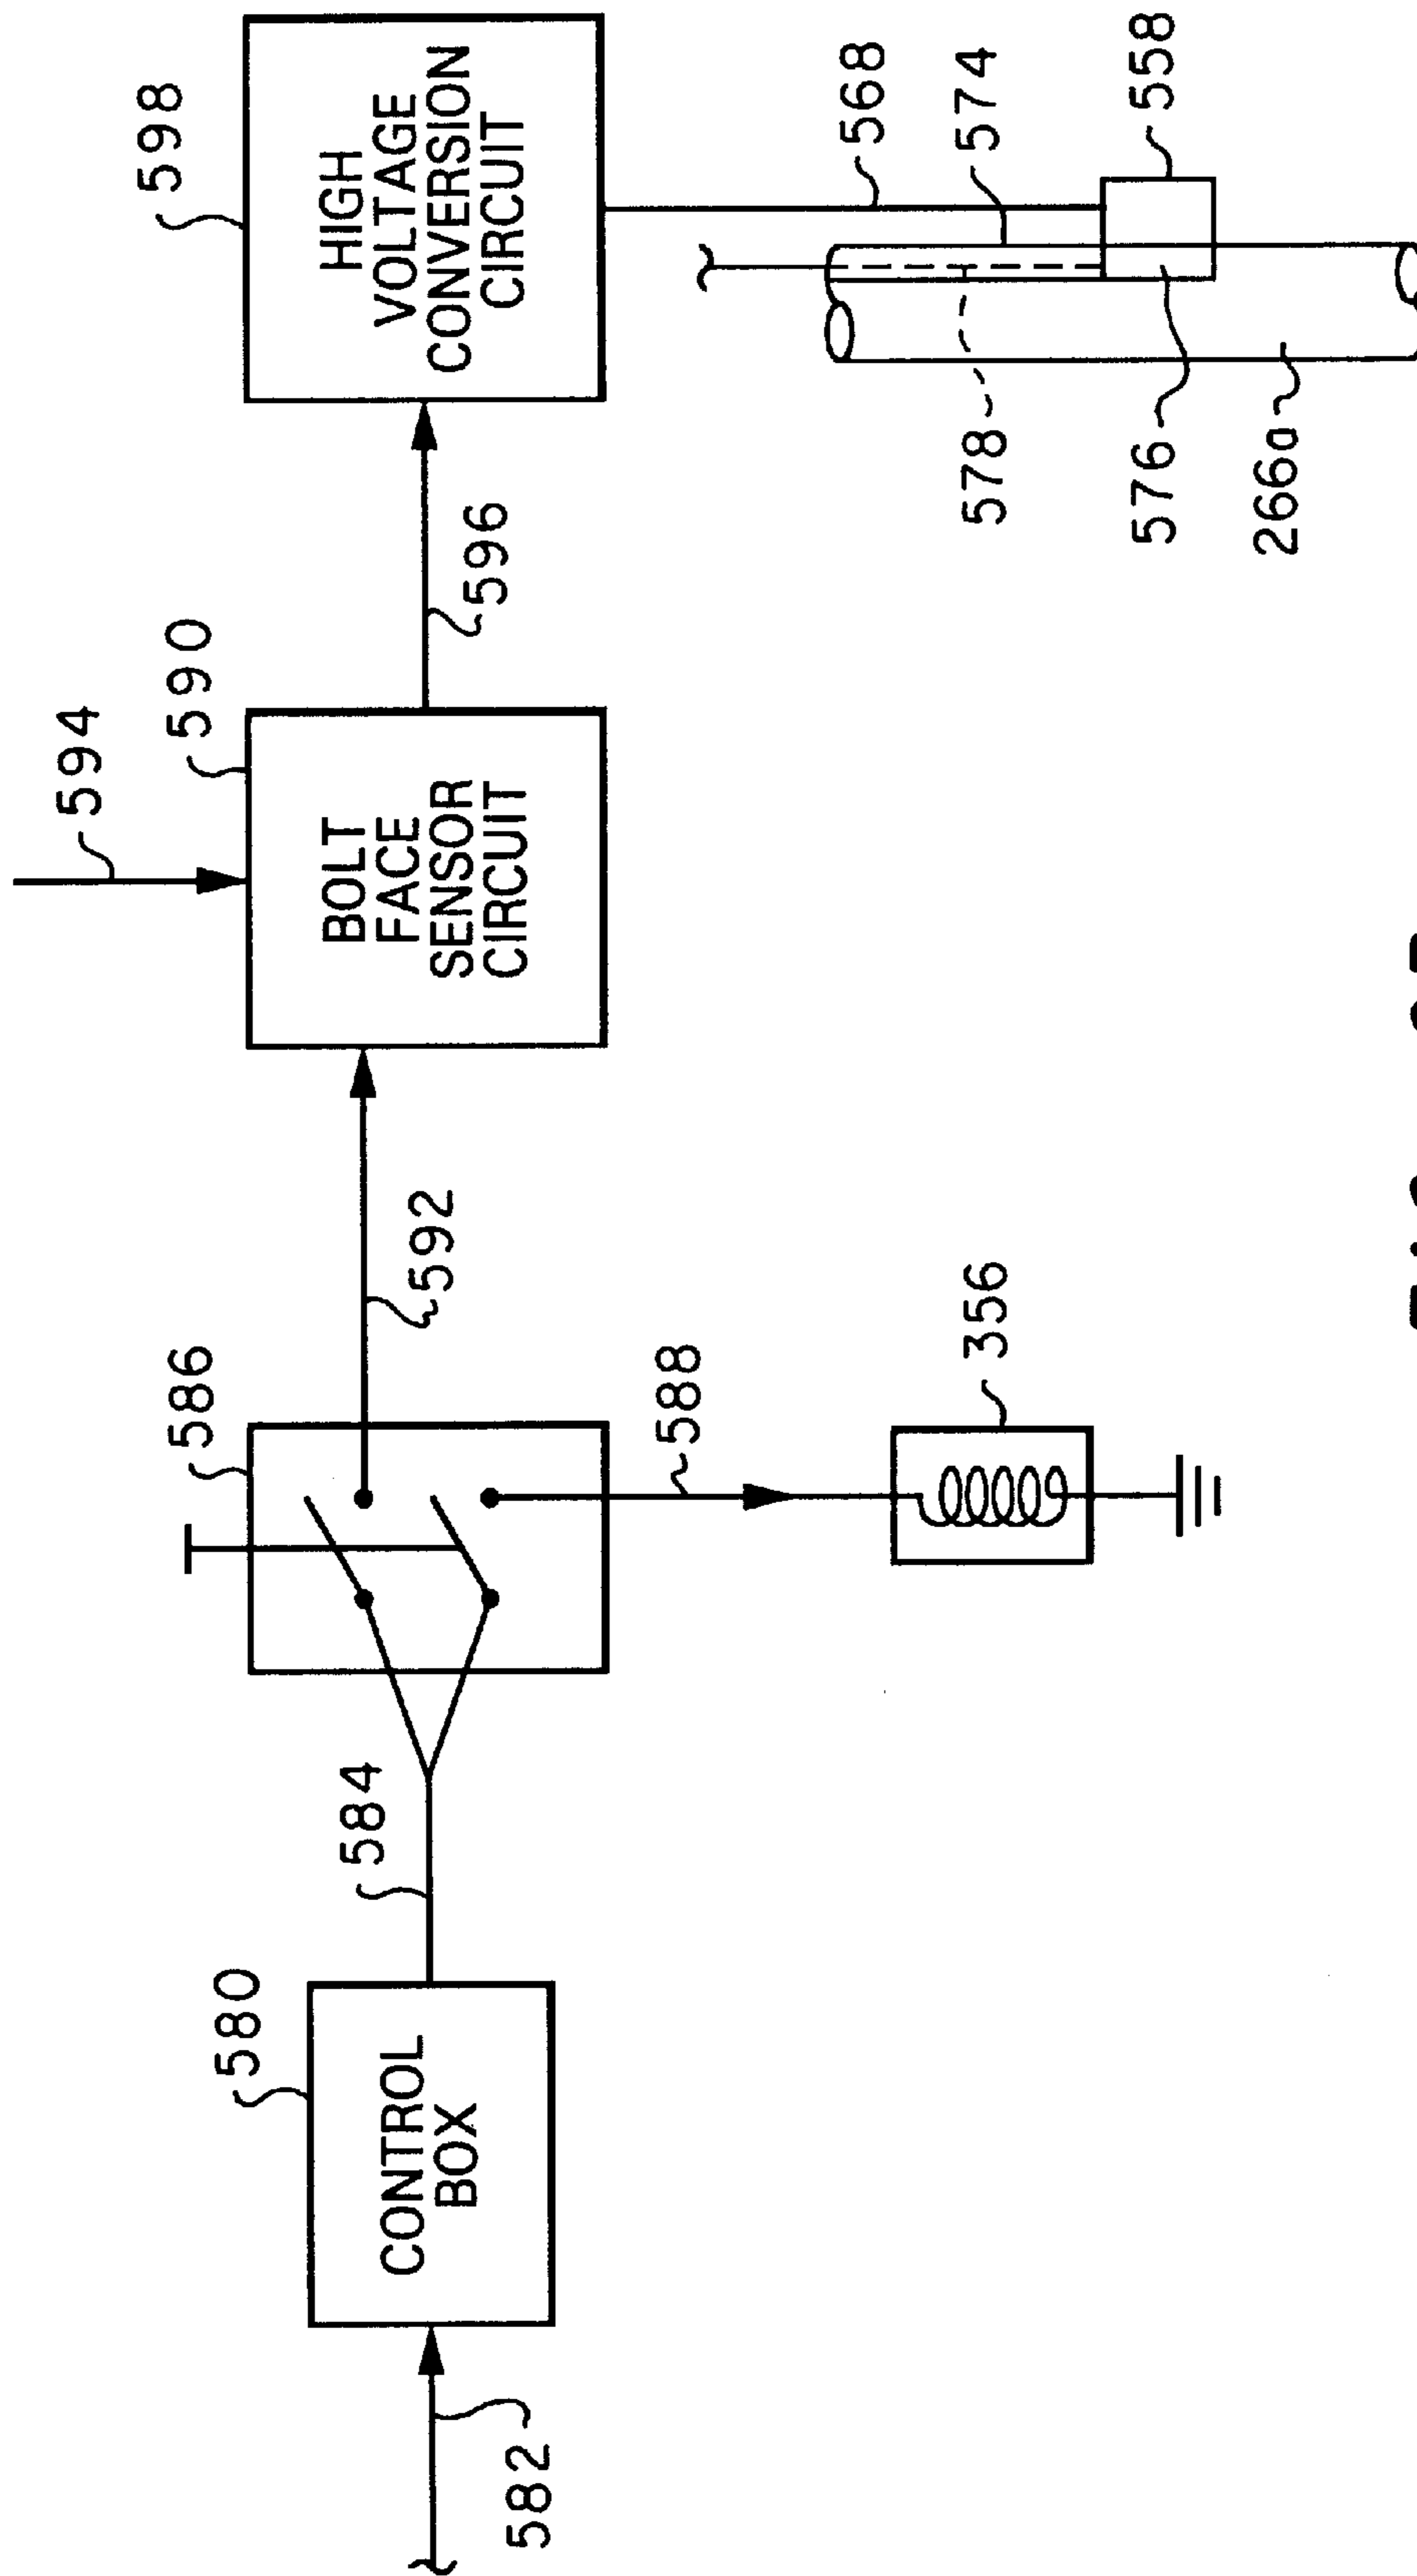 582
580
CONTROL
BOX
584
586
588
356
592
594
590
BOLT
FACE
SENSOR
CIRCUIT
596
598
HIGH
VOLTAGE
CONVERSION
CIRCUIT
568
574
558
578
576
266a